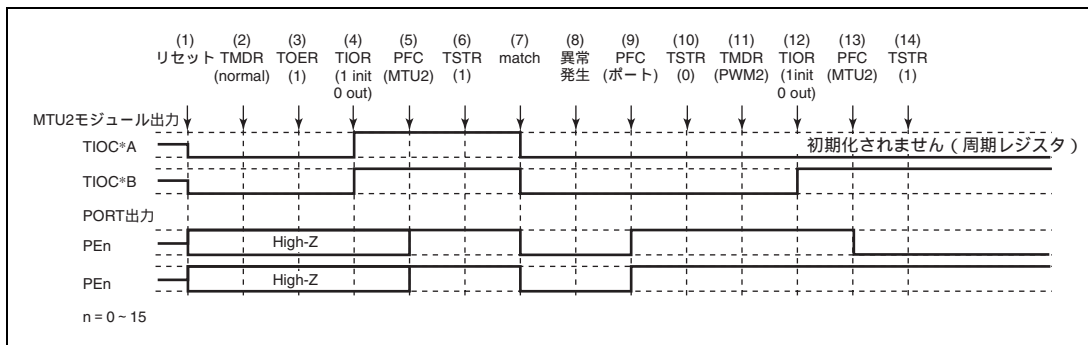 (1) (2) (3) (4) (5) (6) (7) (8) (9) (10) (11) (12) (13) (14)
リセット TMDR TOER TIOR PFC TSTR match 異常 PFC TSTR TMDR TIOR PFC TSTR
(normal) (1) (1 init (MTU2) (1) 発生 (ポート) (0) (PWM2) (1init (MTU2) (1)
0 out) 0 out)
MTU2モジュール出力
TIOC*A 初期化されません(周期レジスタ)
TIOC*B
PORT出力
PEn High-Z
PEn High-Z
n = 0 ~ 15